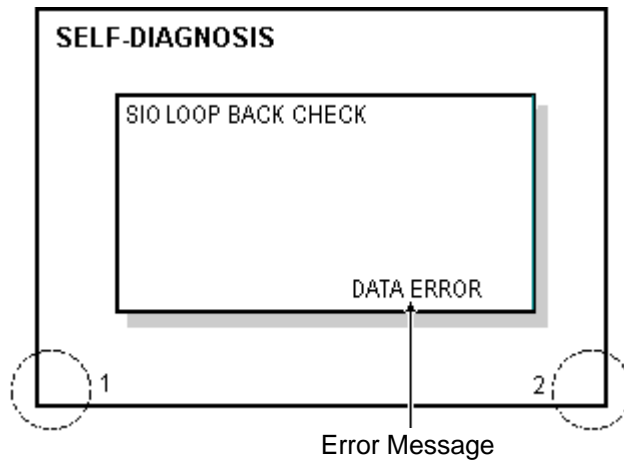 SELF-DIAGNOSIS
SIO LOOP BACK CHECK
DATA ERROR
1
2
Error Message